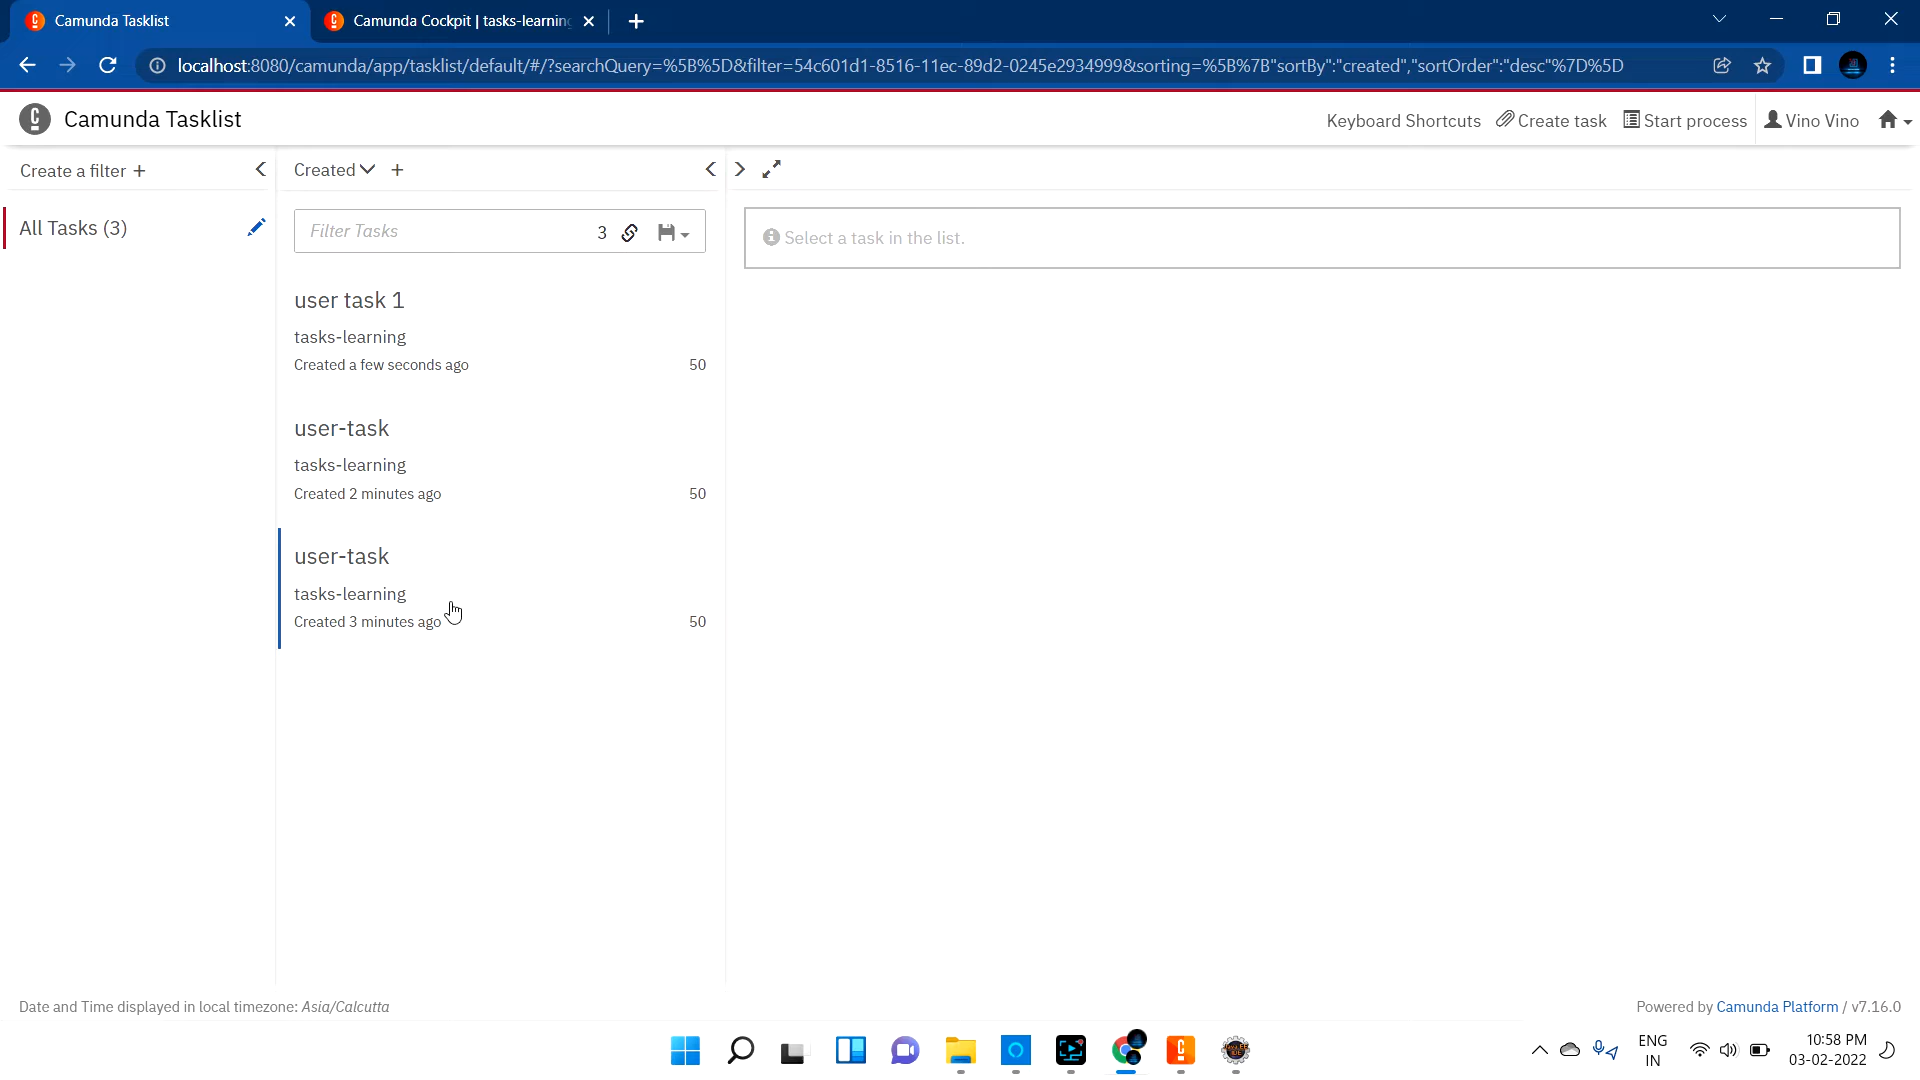 Camunda Tasklist
Camunda Cockpit | tasks-learning
localhost:8080/camunda/app/tasklist/default/#/?searchQuery=%5B%5D&filter=54c601d1-8516-11ec-89d2-0245e2934999&sorting=%5B%7B"sortBy":"created","sortOrder":"desc"%7D%5D
Camunda Tasklist
Keyboard Shortcuts Create task Start process Vino Vino
Create a filter +
Created +
All Tasks (3)
Filter Tasks 3
Select a task in the list.
user task 1
tasks-learning
Created a few seconds ago 50
user-task
tasks-learning
Created 2 minutes ago 50
user-task
tasks-learning
Created 3 minutes ago 50
Date and Time displayed in local timezone: Asia/Calcutta
Powered by Camunda Platform / v7.16.0
ENG
IN
10:58 PM
03-02-2022